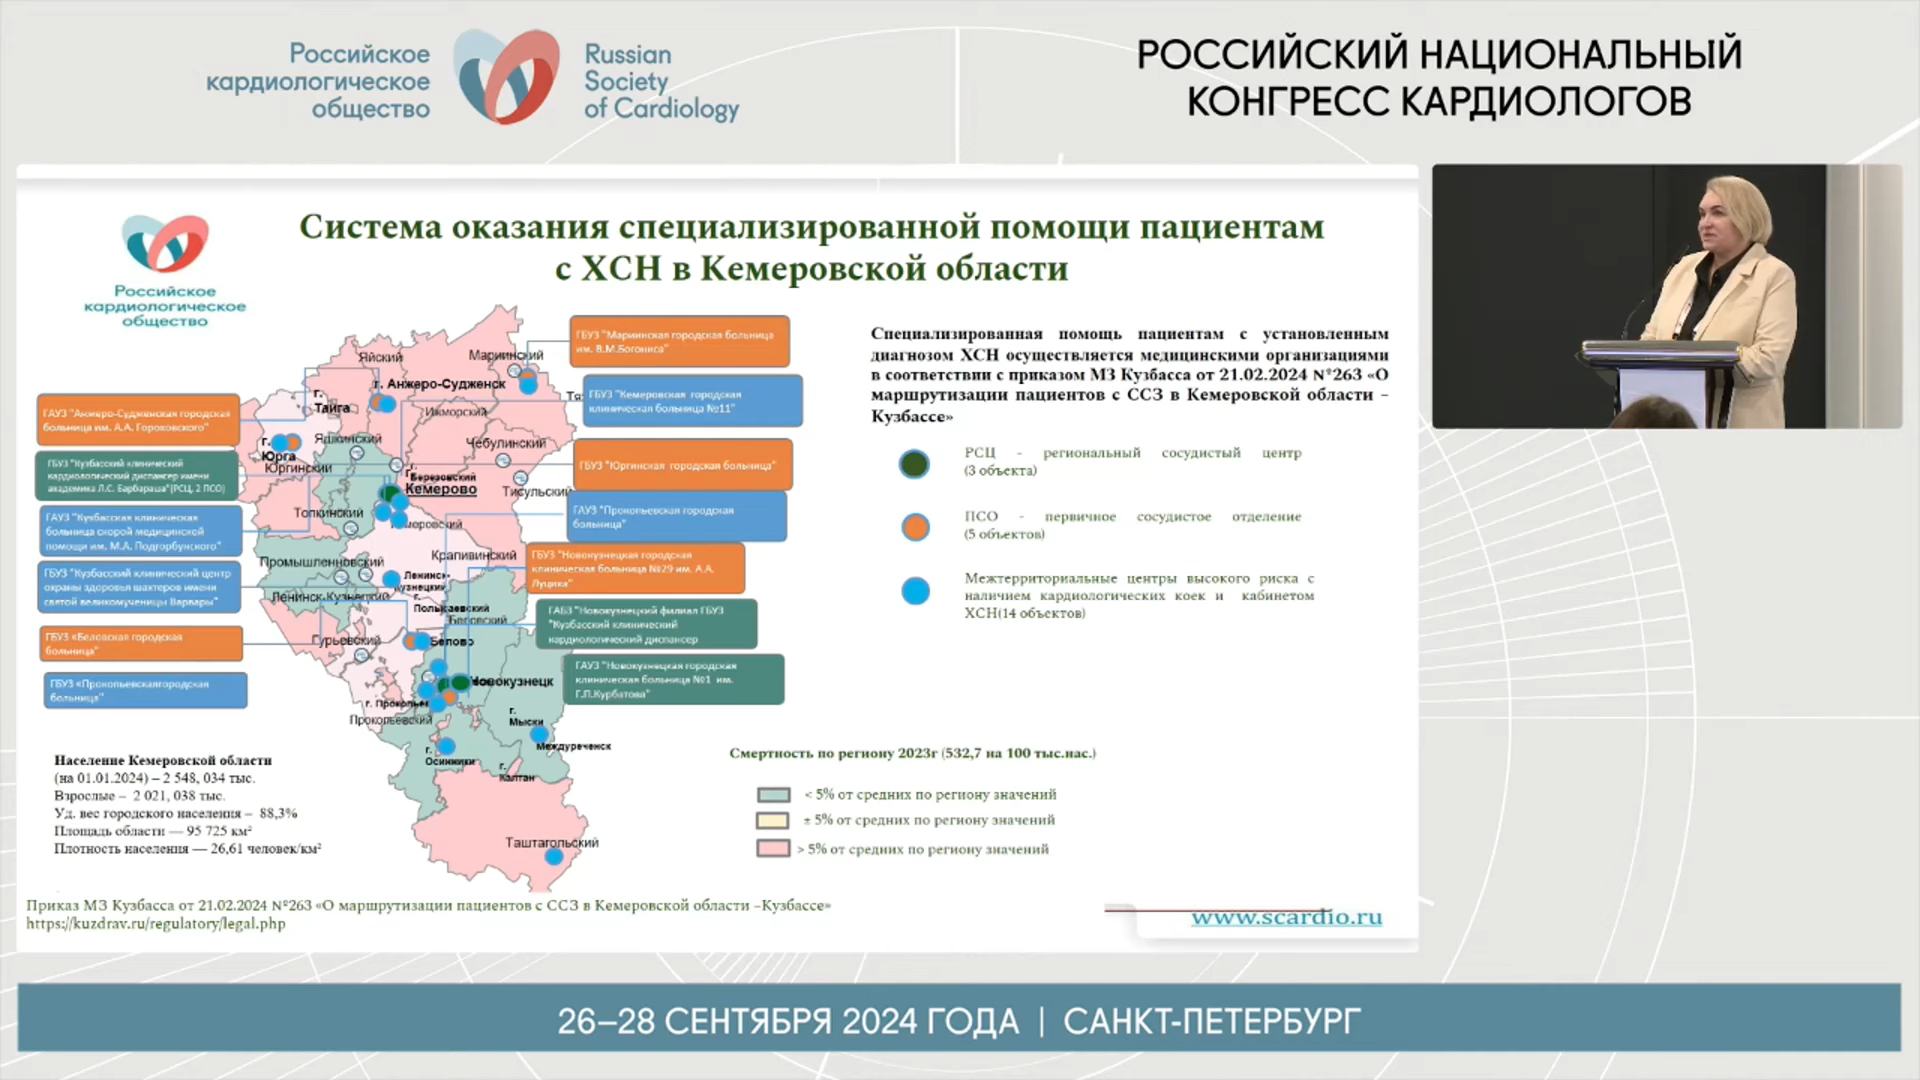 Российское
кардиологическое
общество
Russian
Society
of Cardiology
РОССИЙСКИЙ НАЦИОНАЛЬНЫЙ
КОНГРЕСС КАРДИОЛОГОВ
Российское
кардиологическое
общество
Система оказания специализированной помощи пациентам
с ХСН в Кемеровской области
ГАУЗ "Анжеро-Судженская городская
больница им. А.А. Гороховского"
ГБУЗ "Кузбасский клинический
кардиологический диспансер имени
академика Л.С. Барбараша"(РСЦ, 2 ПСО)
ГАУЗ "Кузбасская клиническая
больница скорой медицинской
помощи им. М.А. Подгорбунского"
ГБУЗ "Кузбасский клинический центр
охраны здоровья шахтеров имени
святой великомученицы Варвары"
ГБУЗ «Беловская городская
больница"
ГБУЗ «Прокопьевскаягородская
больница"
Яйский
Мариинский
г. Анжеро-Судженск
г.
Тайга
Ижморский
Яшкинский
Чебулинский
г.
Юрга
Юргинский
г.
Березовский
Кемерово
Тисульский
Топкинский
Крапивинский
Промышленновский
Ленинск-
Кузнецкий
Ленинск-Кузнецкий
г.
Полысаевский
Беловский
Гурьевский
Белово
Новокузнецк
г. Прокопьев
Прокопьевский
г.
Мыски
Междуреченск
г.
Осинники
г.
Калтан
Таштагольский
ГБУЗ "Мариинская городская больница
им. В.М.Богониса"
ГБУЗ "Кемеровская городская
клиническая больница №11"
ГБУЗ "Юргинская городская больница"
ГАУЗ "Прокопьевская городская
больница"
ГБУЗ "Новокузнецкая городская
клиническая больница №29 им. А.А.
Луцика"
ГАБЗ "Новокузнецкий филиал ГБУЗ
"Кузбасский клинический
кардиологический диспансер
ГАУЗ "Новокузнецкая городская
клиническая больница №1 им.
Г.П.Курбатова"
Специализированная помощь пациентам с установленным
диагнозом ХСН осуществляется медицинскими организациями
в соответствии с приказом МЗ Кузбасса от 21.02.2024 №263 «О
маршрутизации пациентов с ССЗ в Кемеровской области –
Кузбассе»
РСЦ - региональный сосудистый центр
(3 объекта)
ПСО - первичное сосудистое отделение
(5 объектов)
Межтерриториальные центры высокого риска с
наличием кардиологических коек и кабинетом
ХСН(14 объектов)
Смертность по региону 2023г (532,7 на 100 тыс.нас.)
< 5% от средних по региону значений
± 5% от средних по региону значений
> 5% от средних по региону значений
Население Кемеровской области
(на 01.01.2024) – 2 548, 034 тыс.
Взрослые – 2 021, 038 тыс.
Уд. вес городского населения – 88,3%
Площадь области — 95 725 км²
Плотность населения — 26,61 человек/км²
Приказ МЗ Кузбасса от 21.02.2024 №263 «О маршрутизации пациентов с ССЗ в Кемеровской области –Кузбассе»
https://kuzdrav.ru/regulatory/legal.php
www.scardio.ru
26–28 СЕНТЯБРЯ 2024 ГОДА | САНКТ-ПЕТЕРБУРГ